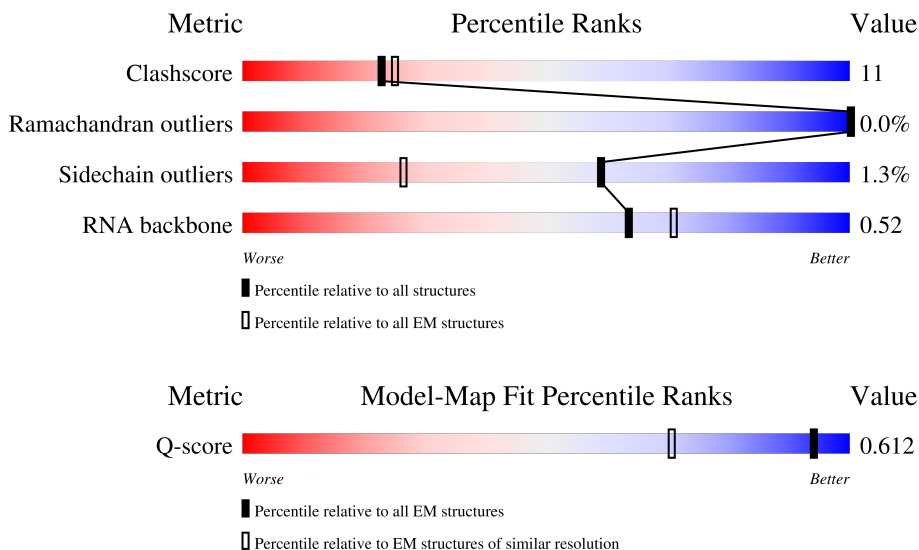 Metric Percentile Ranks Value
Clashscore 11
Ramachandran outliers 0.0%
Sidechain outliers 1.3%
RNA backbone 0.52
Worse Better
Percentile relative to all structures
Percentile relative to all EM structures
Metric Model-Map Fit Percentile Ranks Value
Q-score 0.612
Worse Better
Percentile relative to all EM structures
Percentile relative to EM structures of similar resolution